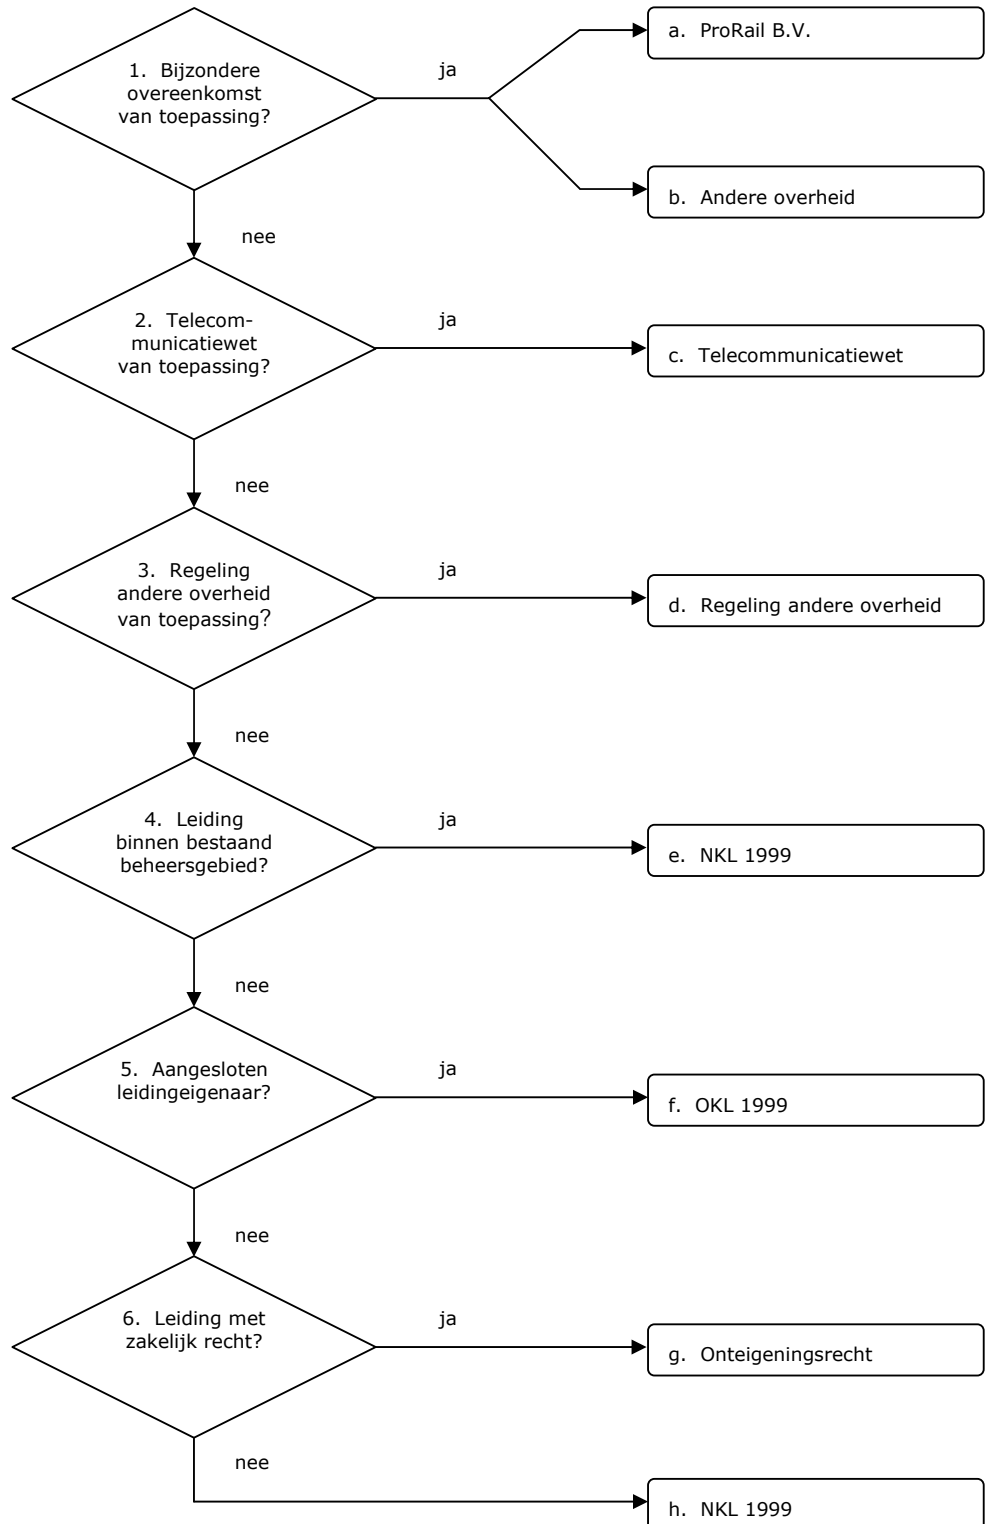 1. Bijzondere
overeenkomst
van toepassing?
ja
a. ProRail B.V.
b. Andere overheid
nee
2. Telecom-
municatiewet
van toepassing?
ja
c. Telecommunicatiewet
nee
3. Regeling
andere overheid
van toepassing?
ja
d. Regeling andere overheid
nee
4. Leiding
binnen bestaand
beheersgebied?
ja
e. NKL 1999
nee
5. Aangesloten
leidingeigenaar?
ja
f. OKL 1999
nee
6. Leiding met
zakelijk recht?
ja
g. Onteigeningsrecht
nee
h. NKL 1999